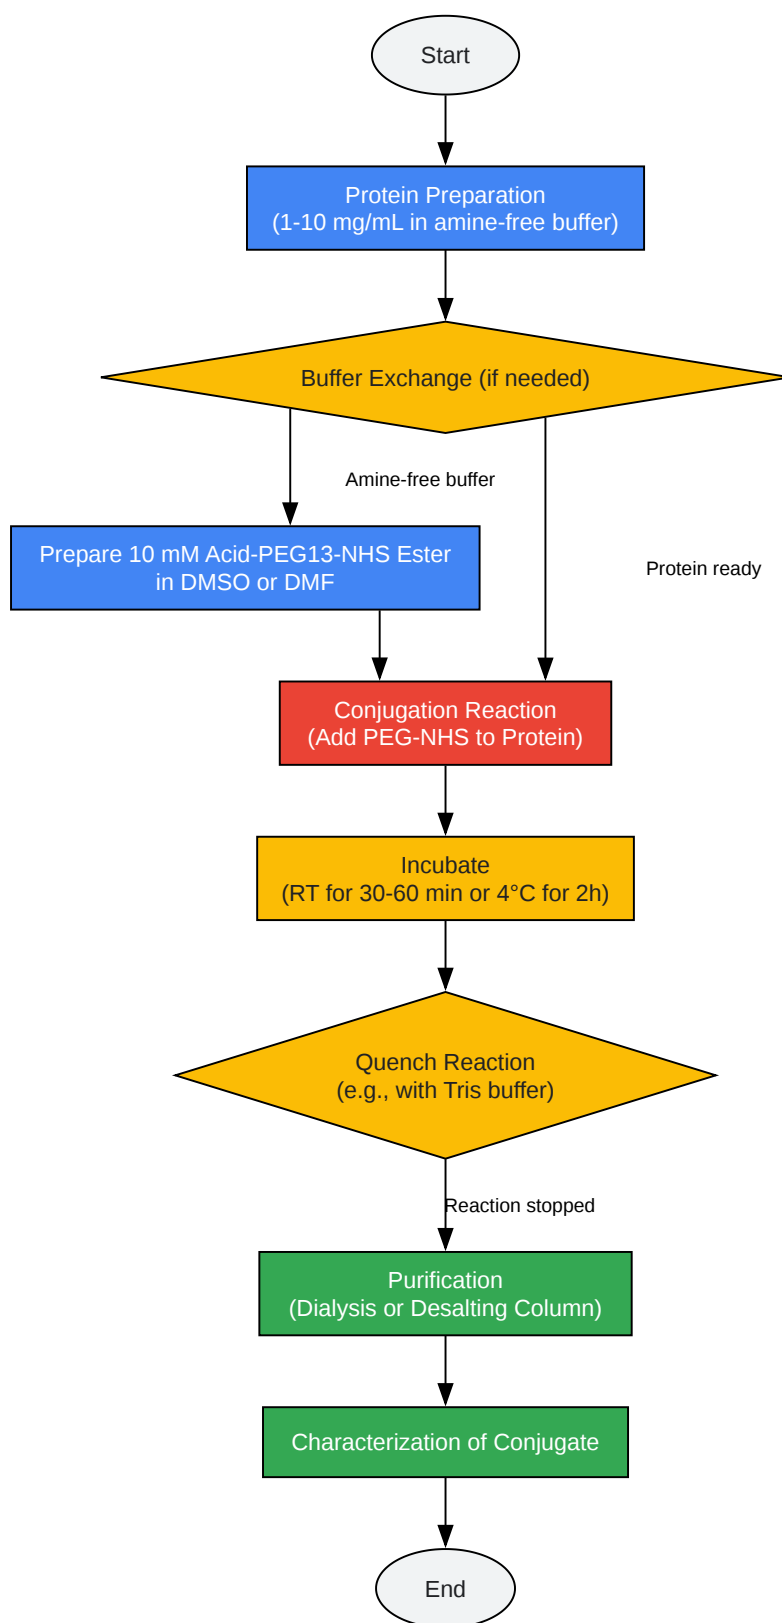 Start
Protein Preparation
(1-10 mg/mL in amine-free buffer)
Buffer Exchange (if needed)
Amine-free buffer
Prepare 10 mM Acid-PEG13-NHS Ester
in DMSO or DMF
Protein ready
Conjugation Reaction
(Add PEG-NHS to Protein)
Incubate
(RT for 30-60 min or 4°C for 2h)
Quench Reaction
(e.g., with Tris buffer)
Reaction stopped
Purification
(Dialysis or Desalting Column)
Characterization of Conjugate
End